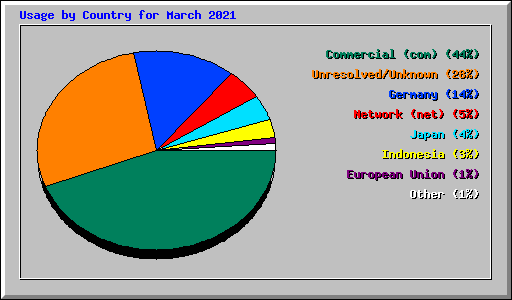 Usage by Country for March 2021
Commercial (com) (44%)
Unresolved/Unknown (28%)
Germany (14%)
Network (net) (5%)
Japan (4%)
Indonesia (3%)
European Union (1%)
Other (1%)